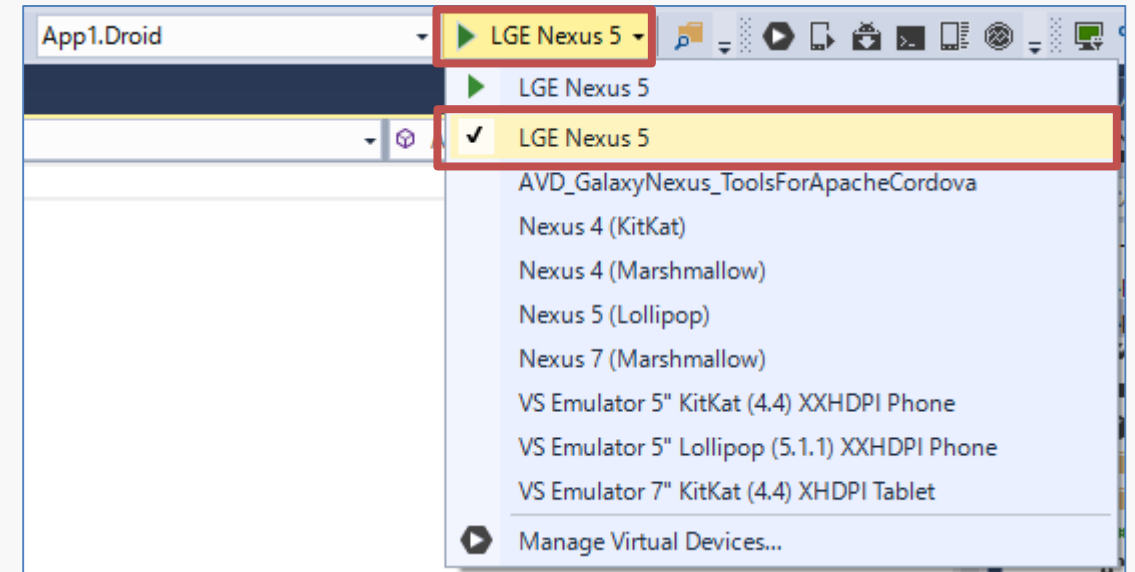 App1.Droid
LGE Nexus 5
LGE Nexus 5
LGE Nexus 5
AVD_GalaxyNexus_ToolsForApacheCordova
Nexus 4 (KitKat)
Nexus 4 (Marshmallow)
Nexus 5 (Lollipop)
Nexus 7 (Marshmallow)
VS Emulator 5" KitKat (4.4) XXHDPI Phone
VS Emulator 5" Lollipop (5.1.1) XXHDPI Phone
VS Emulator 7" KitKat (4.4) XHDPI Tablet
Manage Virtual Devices...